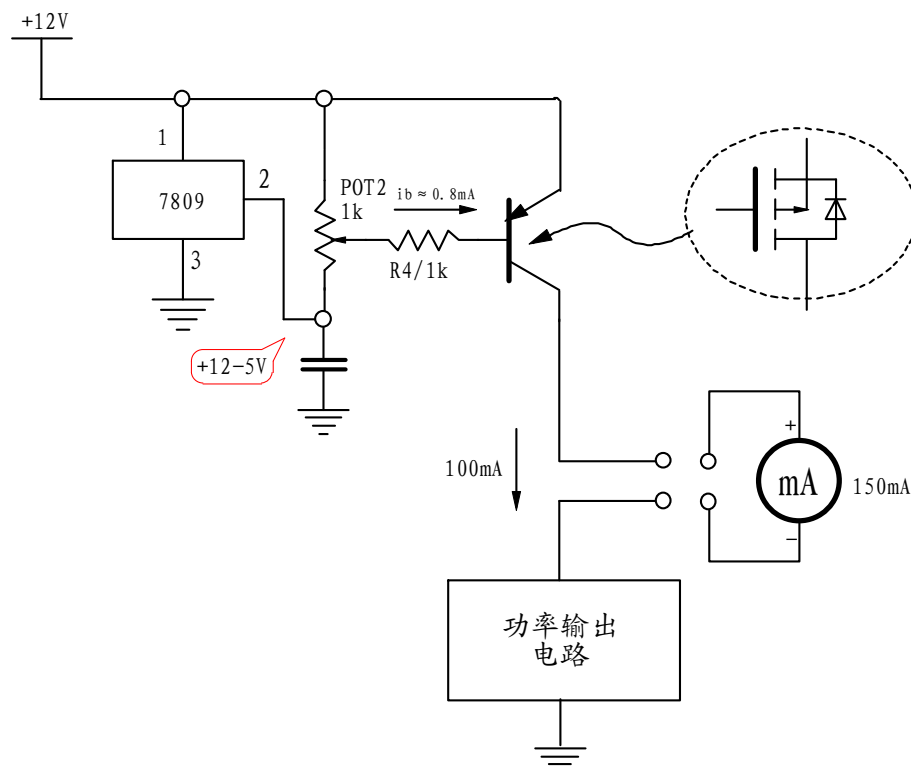 +12V
1
7809
2
3
POT2
1k
ib≈0.8mA
R4/1k
+12-5V
100mA
+
mA
150mA
-
功率输出
电路